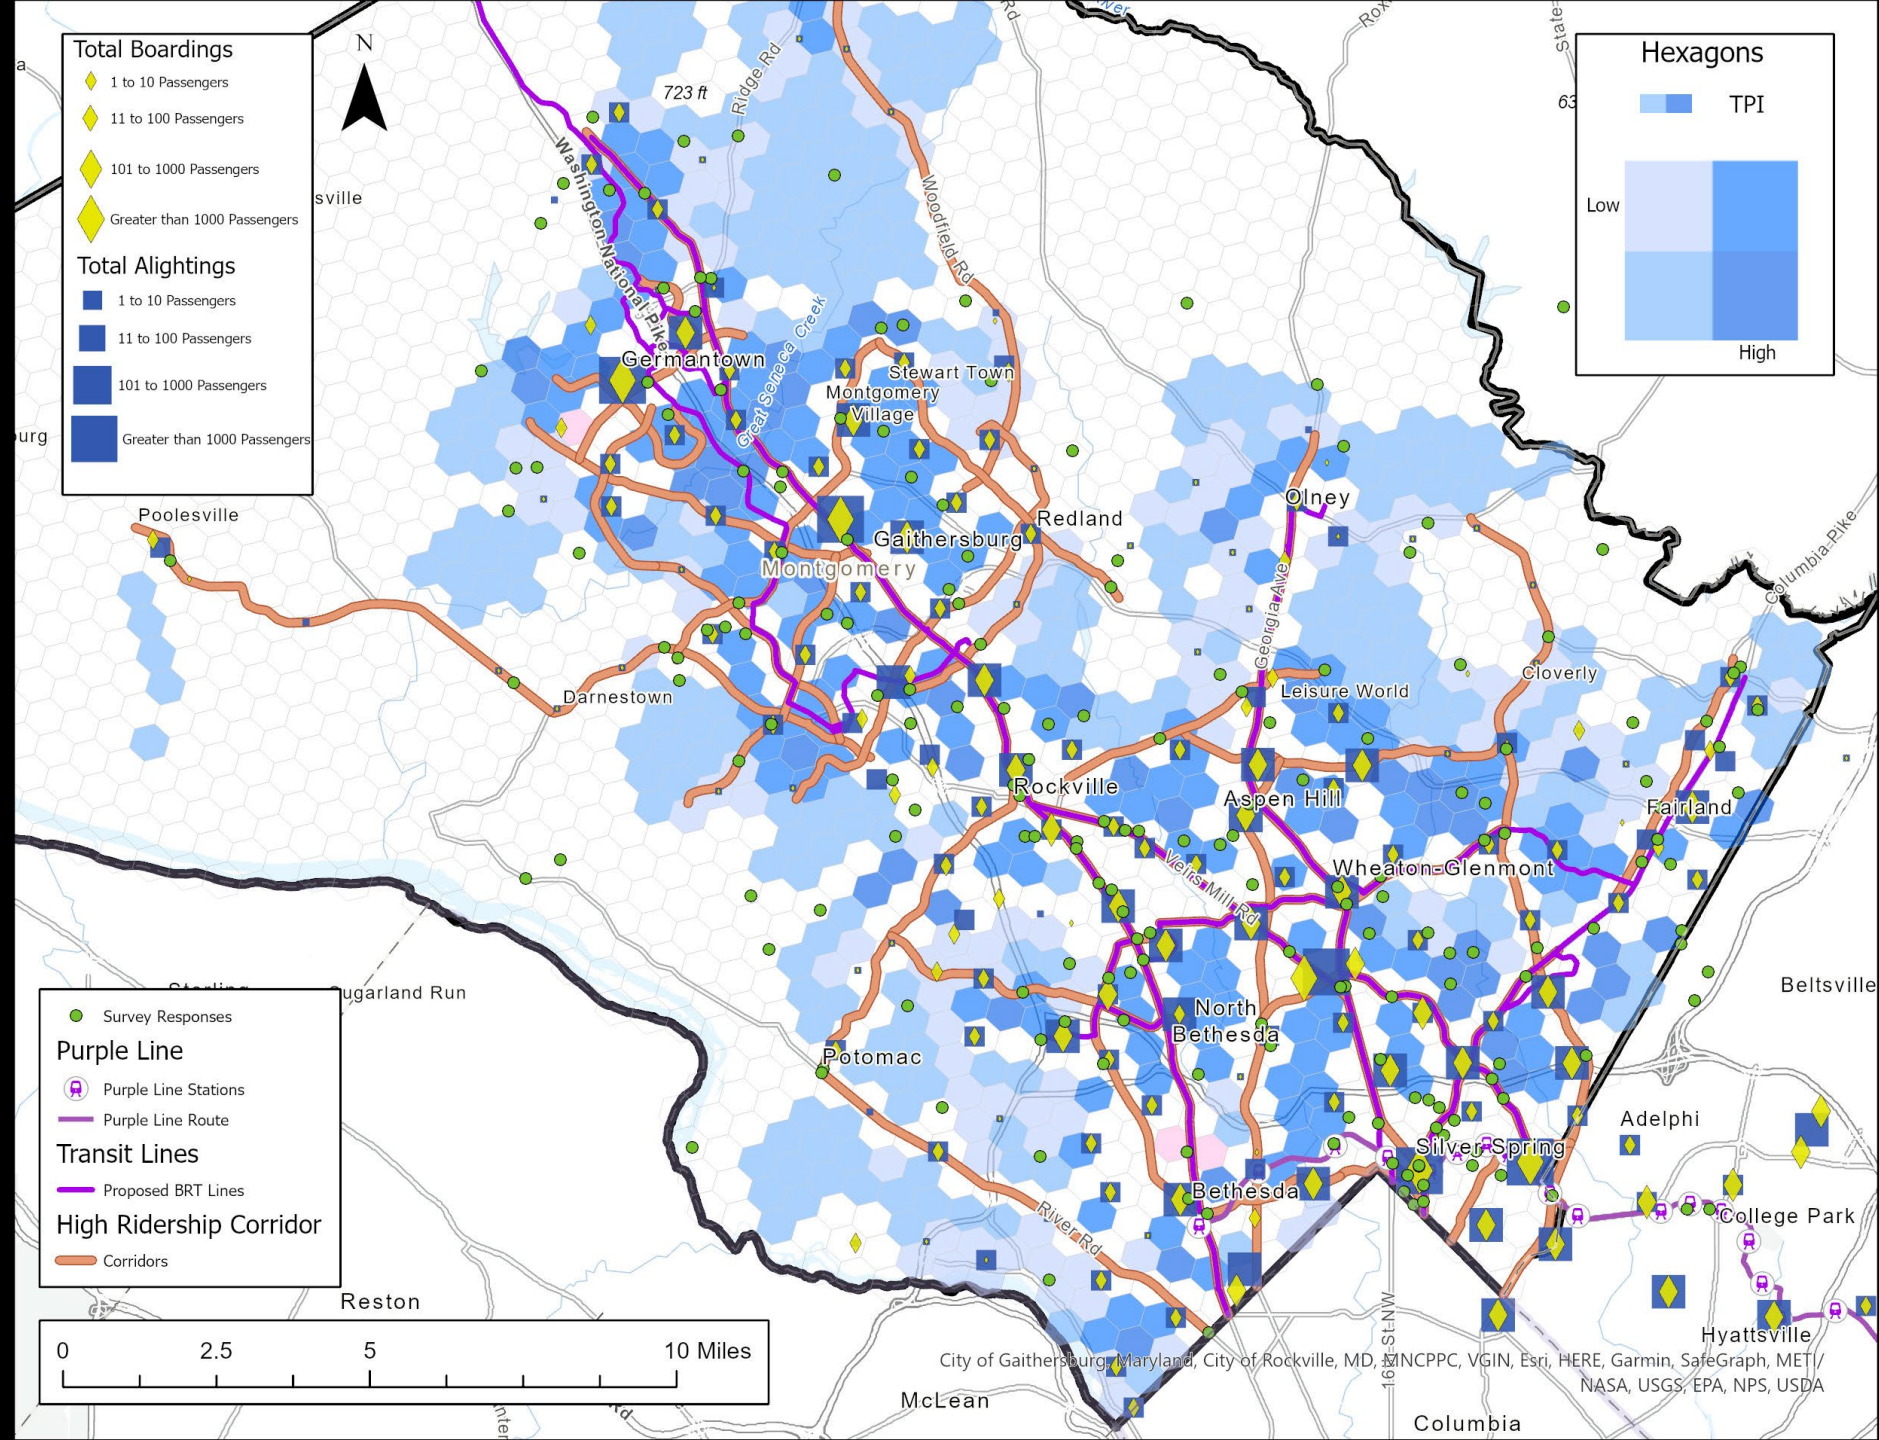 Total Boardings
1 to 10 Passengers
11 to 100 Passengers
101 to 1000 Passengers
Greater than 1000 Passengers
Total Alightings
1 to 10 Passengers
11 to 100 Passengers
101 to 1000 Passengers
Greater than 1000 Passengers
N
723 ft
Ridge Rd
Rd
Hexagons
TPI
Low
High
63
State
a
sville
urg
Washington National Pike
Woodfield Rd
Great Seneca Creek
Germantown
Stewart Town
Montgomery
Village
Poolesville
Olney
Redland
Gaithersburg
Montgomery
Columbia Pike
Georgia Ave
Darnestown
Leisure World
Cloverly
Rockville
Aspen Hill
Fairland
Veirs Mill Rd
Wheaton-Glenmont
Sugarland Run
Beltsville
North
Bethesda
Potomac
Adelphi
Silver Spring
Bethesda
College Park
River Rd
Survey Responses
Purple Line
Purple Line Stations
Purple Line Route
Transit Lines
Proposed BRT Lines
High Ridership Corridor
Corridors
Reston
Hyattsville
16th St NW
0 2.5 5 10 Miles
City of Gaithersburg, Maryland, City of Rockville, MD, MNCPPC, VGIN, Esri, HERE, Garmin, SafeGraph, METI/
NASA, USGS, EPA, NPS, USDA
McLean
Columbia
Rd